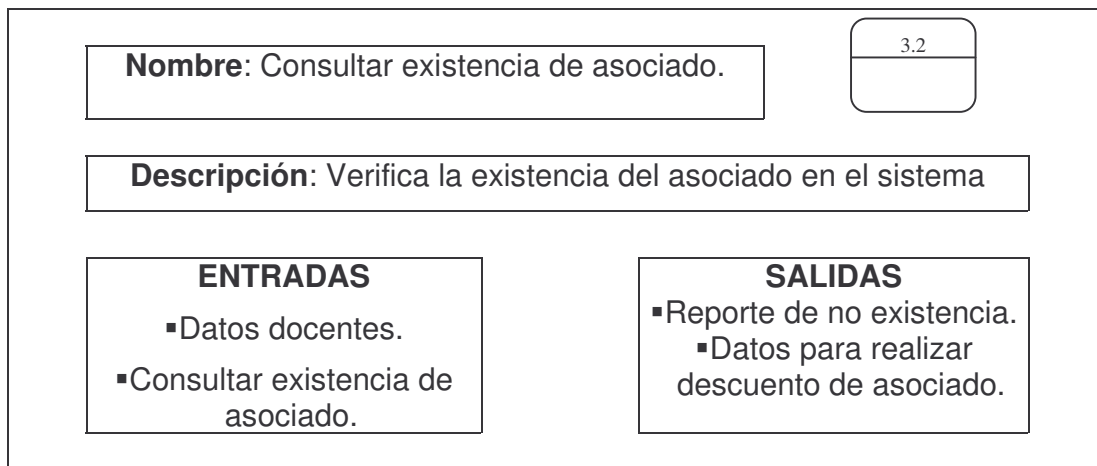 3.2
Nombre: Consultar existencia de asociado.
Descripción: Verifica la existencia del asociado en el sistema
ENTRADAS
▪Datos docentes.
▪Consultar existencia de
asociado.
SALIDAS
▪Reporte de no existencia.
▪Datos para realizar
descuento de asociado.